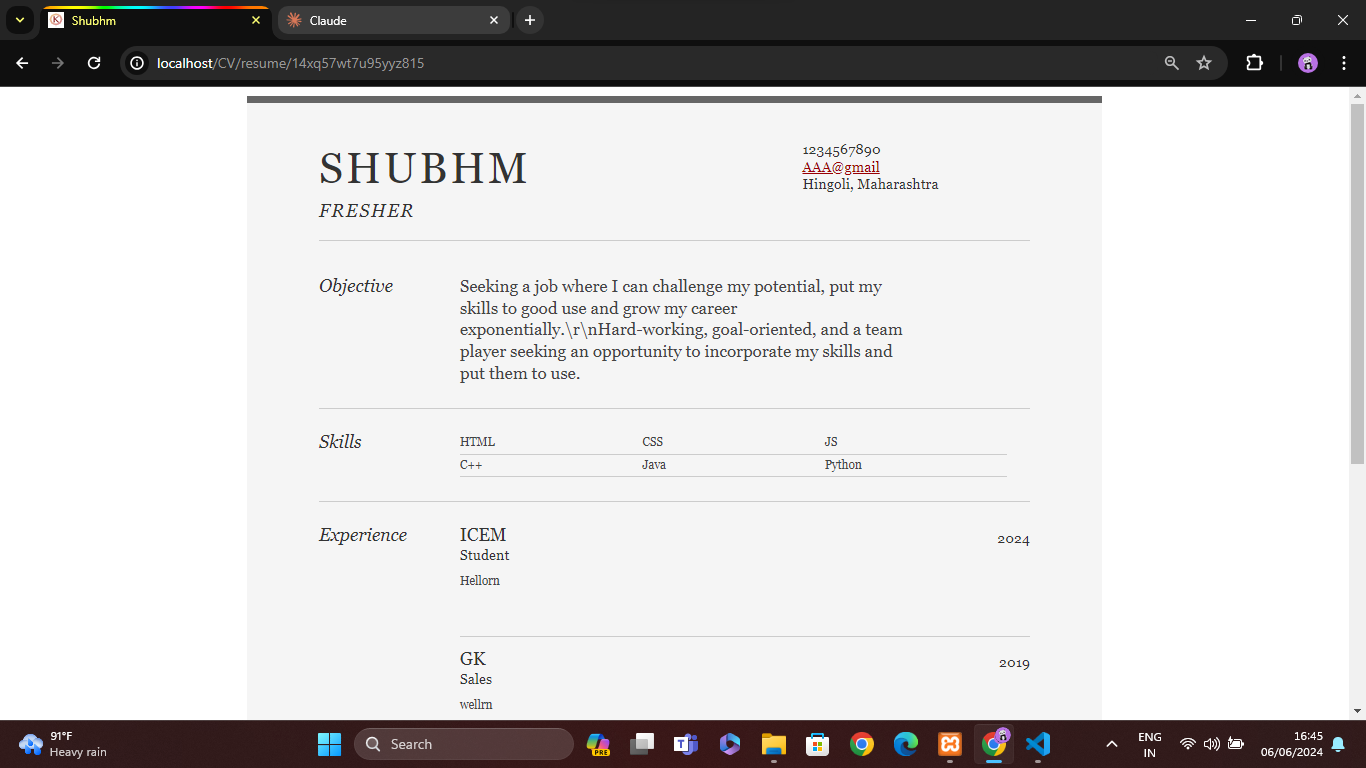 Shubhm
Claude
localhost/CV/resume/14xq57wt7u95yyz815
SHUBHM
FRESHER
1234567890
AAA@gmail
Hingoli, Maharashtra
Objective
Seeking a job where I can challenge my potential, put my
skills to good use and grow my career
exponentially.\r\nHard-working, goal-oriented, and a team
player seeking an opportunity to incorporate my skills and
put them to use.
Skills
HTML CSS JS
C++ Java Python
Experience
ICEM 2024
Student
Hellorn
GK 2019
Sales
wellrn
91°F
Heavy rain
Search
PRE
ENG
IN
16:45
06/06/2024